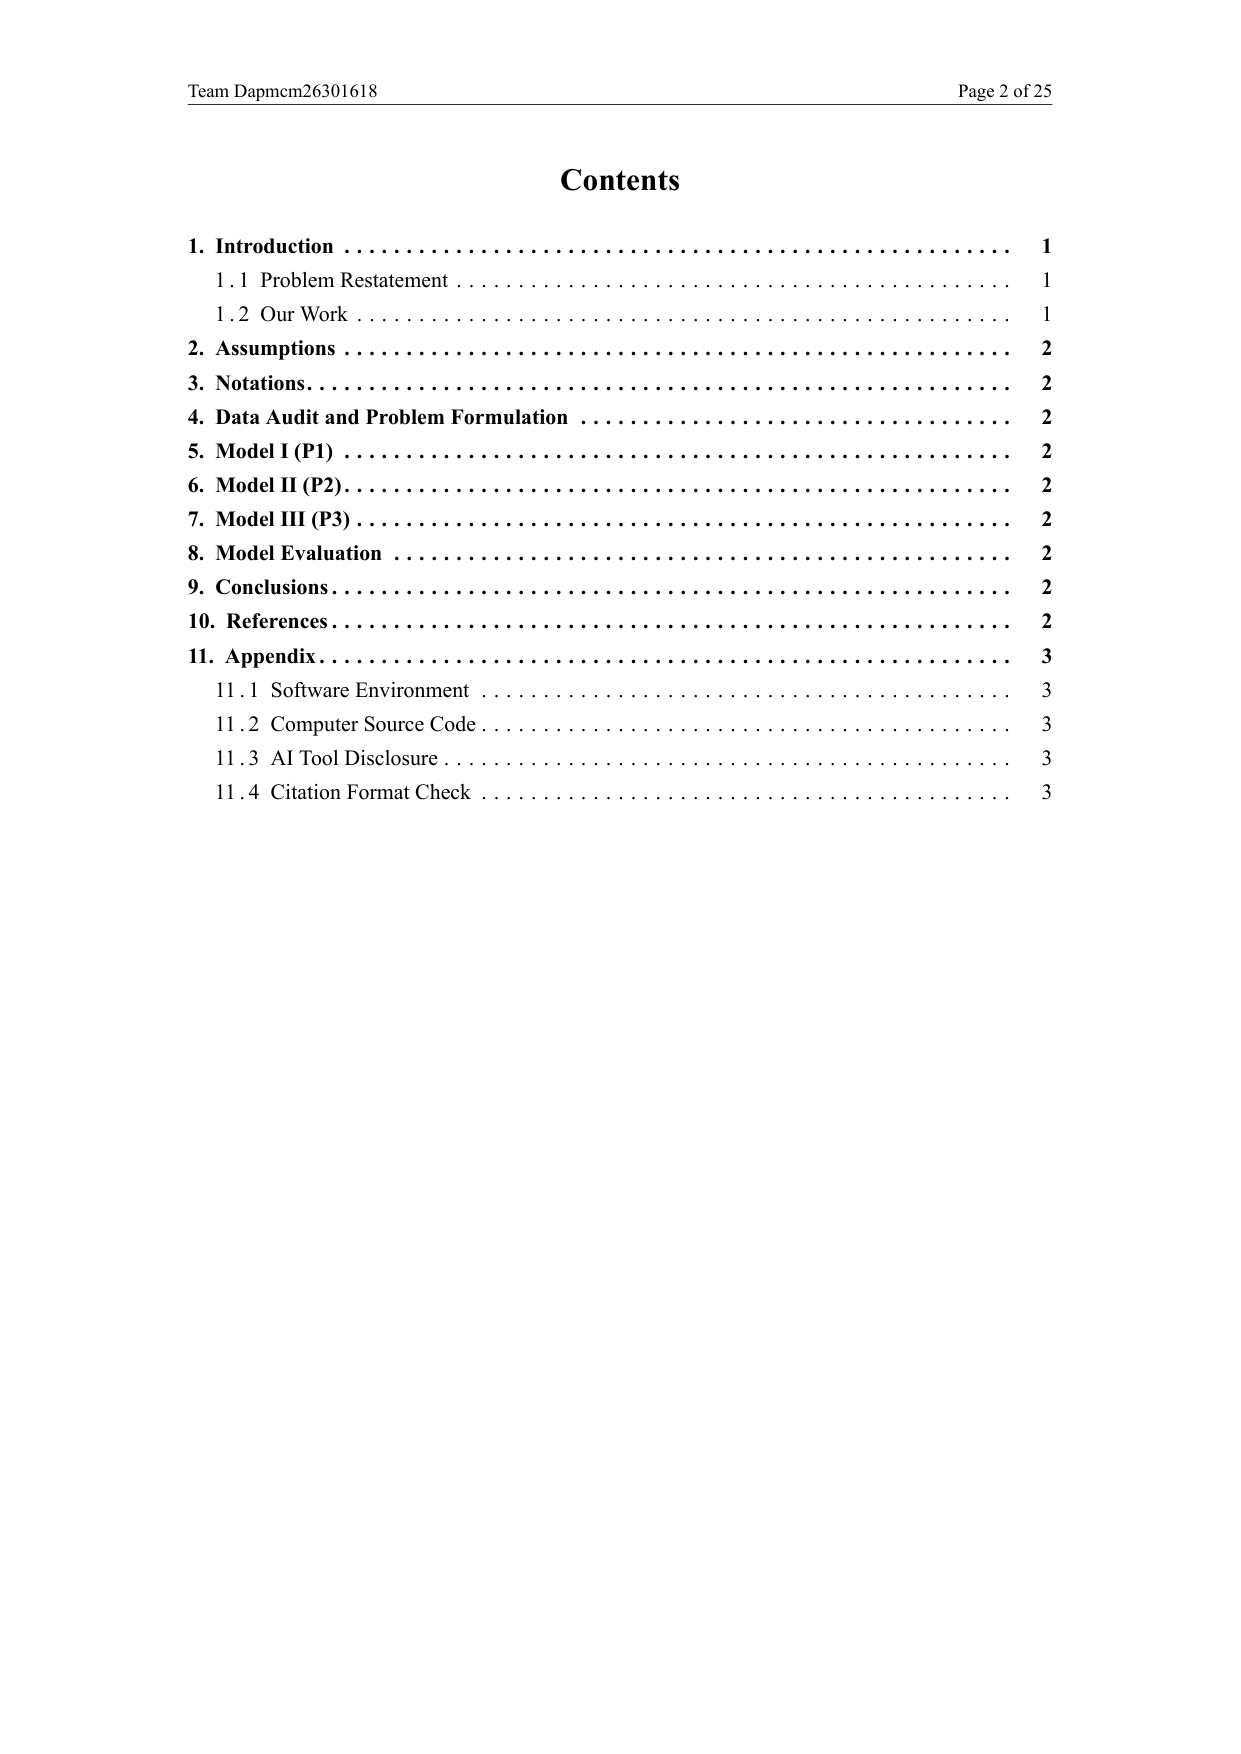 Team Dapmcm26301618 Page 2 of 25
Contents
1. Introduction . . . . . . . . . . . . . . . . . . . . . . . . . . . . . . . . . . . . . . . . . . . . . . . . . . . . . . 1
1 . 1 Problem Restatement . . . . . . . . . . . . . . . . . . . . . . . . . . . . . . . . . . . . . . . . . . . . . 1
1 . 2 Our Work . . . . . . . . . . . . . . . . . . . . . . . . . . . . . . . . . . . . . . . . . . . . . . . . . . . . . 1
2. Assumptions . . . . . . . . . . . . . . . . . . . . . . . . . . . . . . . . . . . . . . . . . . . . . . . . . . . . . . 2
3. Notations . . . . . . . . . . . . . . . . . . . . . . . . . . . . . . . . . . . . . . . . . . . . . . . . . . . . . . . . . 2
4. Data Audit and Problem Formulation . . . . . . . . . . . . . . . . . . . . . . . . . . . . . . . . . . . 2
5. Model I (P1) . . . . . . . . . . . . . . . . . . . . . . . . . . . . . . . . . . . . . . . . . . . . . . . . . . . . . . 2
6. Model II (P2) . . . . . . . . . . . . . . . . . . . . . . . . . . . . . . . . . . . . . . . . . . . . . . . . . . . . . . 2
7. Model III (P3) . . . . . . . . . . . . . . . . . . . . . . . . . . . . . . . . . . . . . . . . . . . . . . . . . . . . . 2
8. Model Evaluation . . . . . . . . . . . . . . . . . . . . . . . . . . . . . . . . . . . . . . . . . . . . . . . . . . 2
9. Conclusions . . . . . . . . . . . . . . . . . . . . . . . . . . . . . . . . . . . . . . . . . . . . . . . . . . . . . . . 2
10. References . . . . . . . . . . . . . . . . . . . . . . . . . . . . . . . . . . . . . . . . . . . . . . . . . . . . . . . 2
11. Appendix . . . . . . . . . . . . . . . . . . . . . . . . . . . . . . . . . . . . . . . . . . . . . . . . . . . . . . . . 3
11 . 1 Software Environment . . . . . . . . . . . . . . . . . . . . . . . . . . . . . . . . . . . . . . . . . . . 3
11 . 2 Computer Source Code . . . . . . . . . . . . . . . . . . . . . . . . . . . . . . . . . . . . . . . . . . . 3
11 . 3 AI Tool Disclosure . . . . . . . . . . . . . . . . . . . . . . . . . . . . . . . . . . . . . . . . . . . . . . 3
11 . 4 Citation Format Check . . . . . . . . . . . . . . . . . . . . . . . . . . . . . . . . . . . . . . . . . . . 3